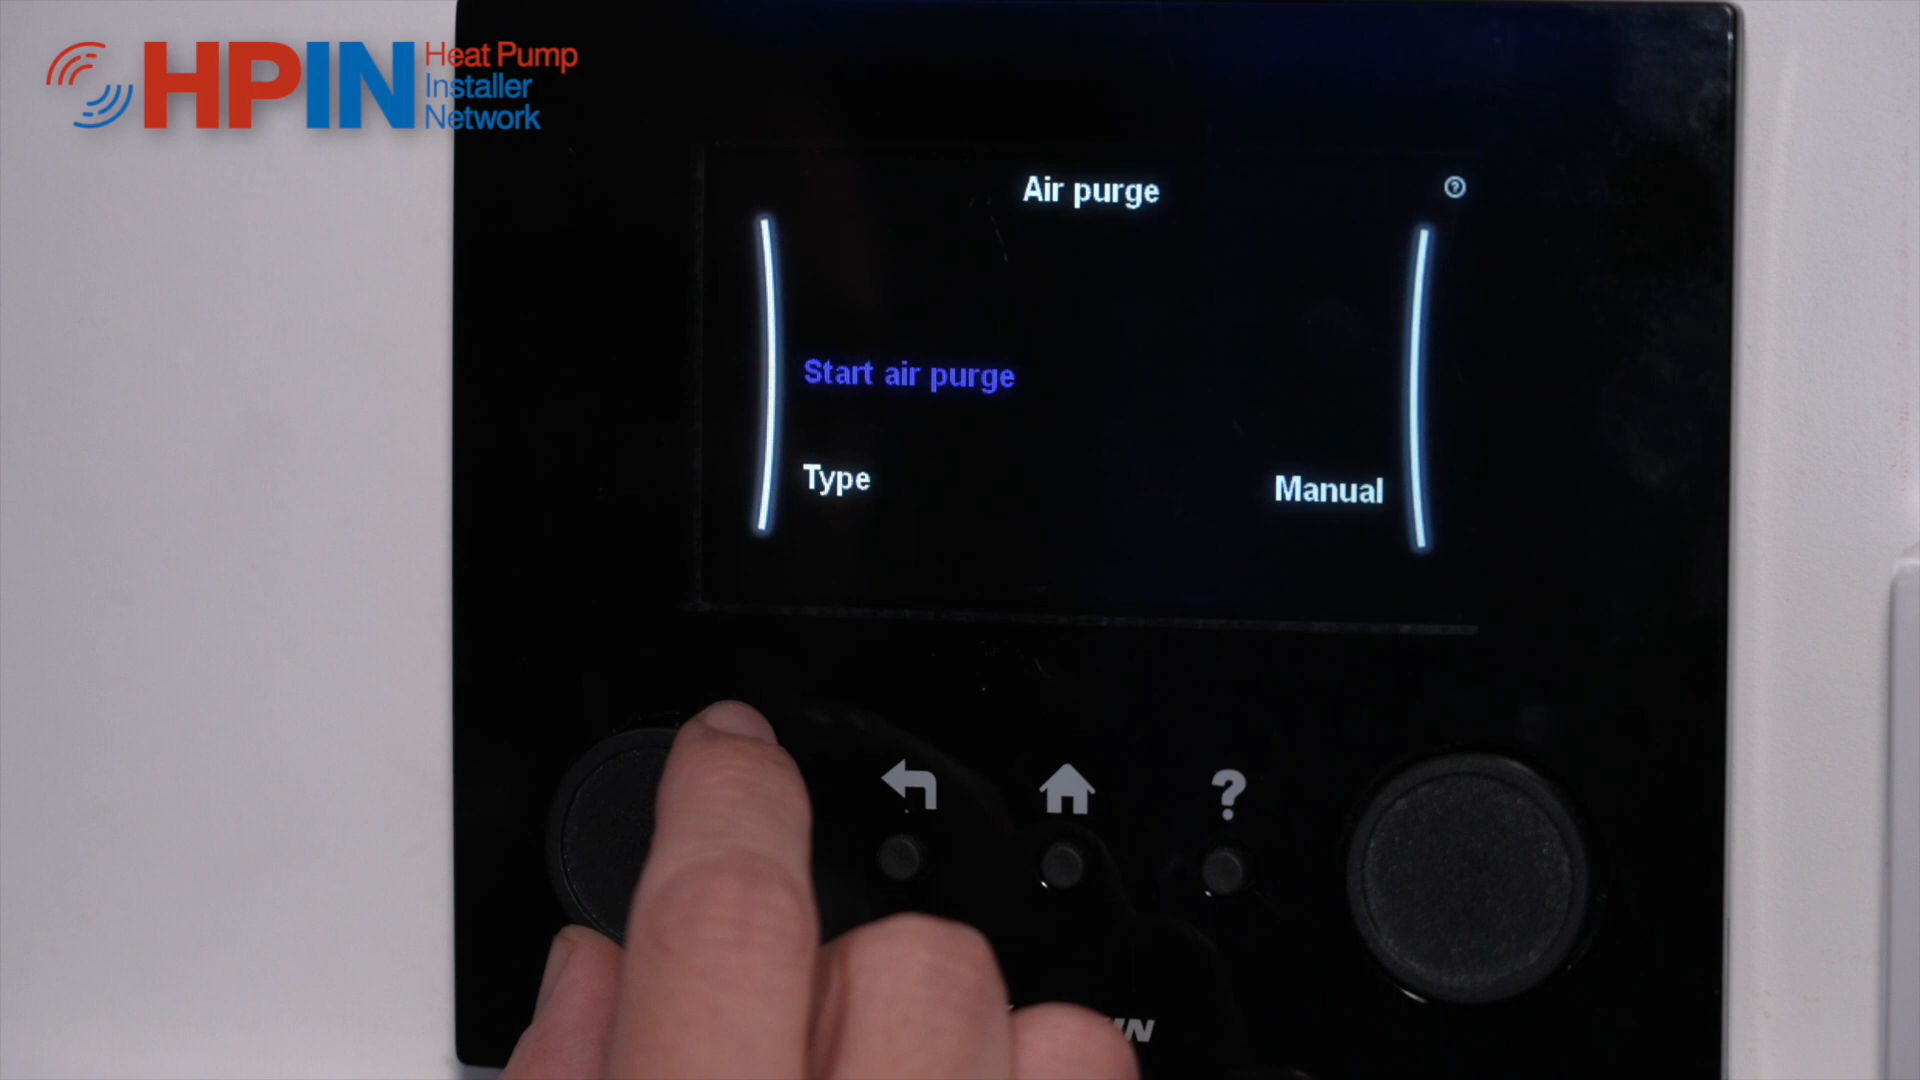 HPIN
Heat Pump
Installer
Network
Air purge
?
Start air purge
Type
Manual
?